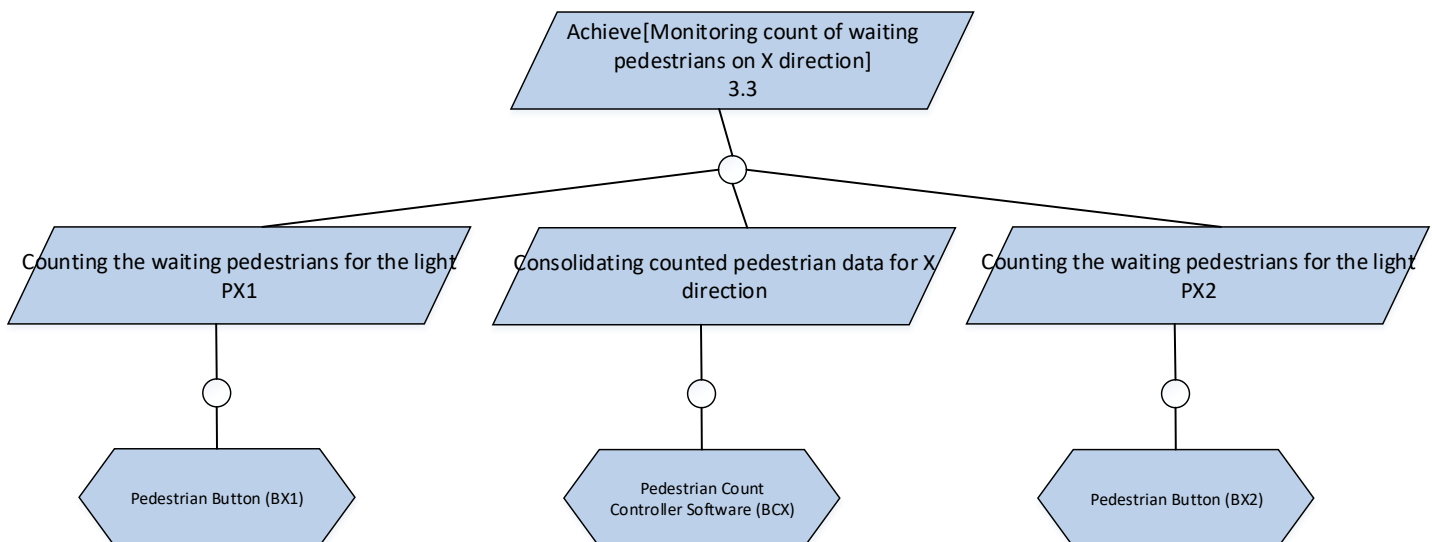 Achieve[Monitoring count of waiting
pedestrians on X direction]
3.3
Counting the waiting pedestrians for the light
PX1
Consolidating counted pedestrian data for X
direction
Counting the waiting pedestrians for the light
PX2
Pedestrian Button (BX1)
Pedestrian Count
Controller Software (BCX)
Pedestrian Button (BX2)